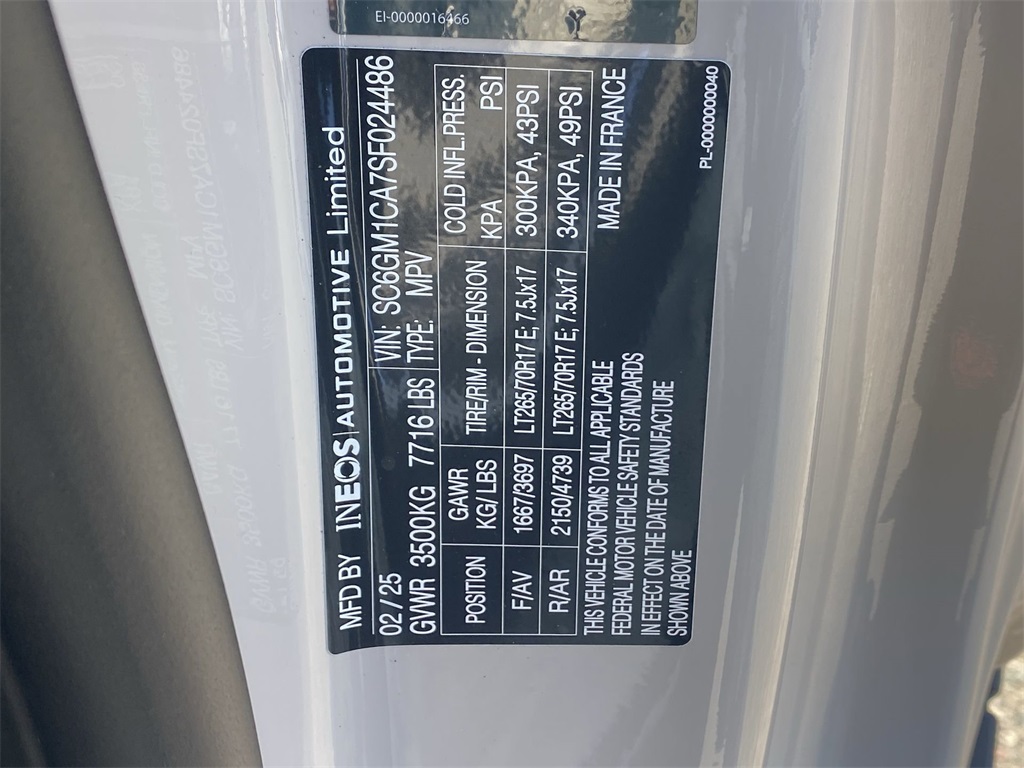 EI-0000016466
MFD BY INEOS AUTOMOTIVE Limited
02 / 25 VIN: SC6GM1CA7SF024486
GVWR 3500KG 7716 LBS TYPE: MPV
POSITION GAWR KG/LBS TIRE/RIM - DIMENSION COLD INFL.PRESS. KPA PSI
F/AV 1667/3697 LT265/70R17 E; 7.5Jx17 300KPA, 43PSI
R/AR 2150/4739 LT265/70R17 E; 7.5Jx17 340KPA, 49PSI
THIS VEHICLE CONFORMS TO ALL APPLICABLE MADE IN FRANCE
FEDERAL MOTOR VEHICLE SAFETY STANDARDS
IN EFFECT ON THE DATE OF MANUFACTURE
SHOWN ABOVE
PL-0000000040